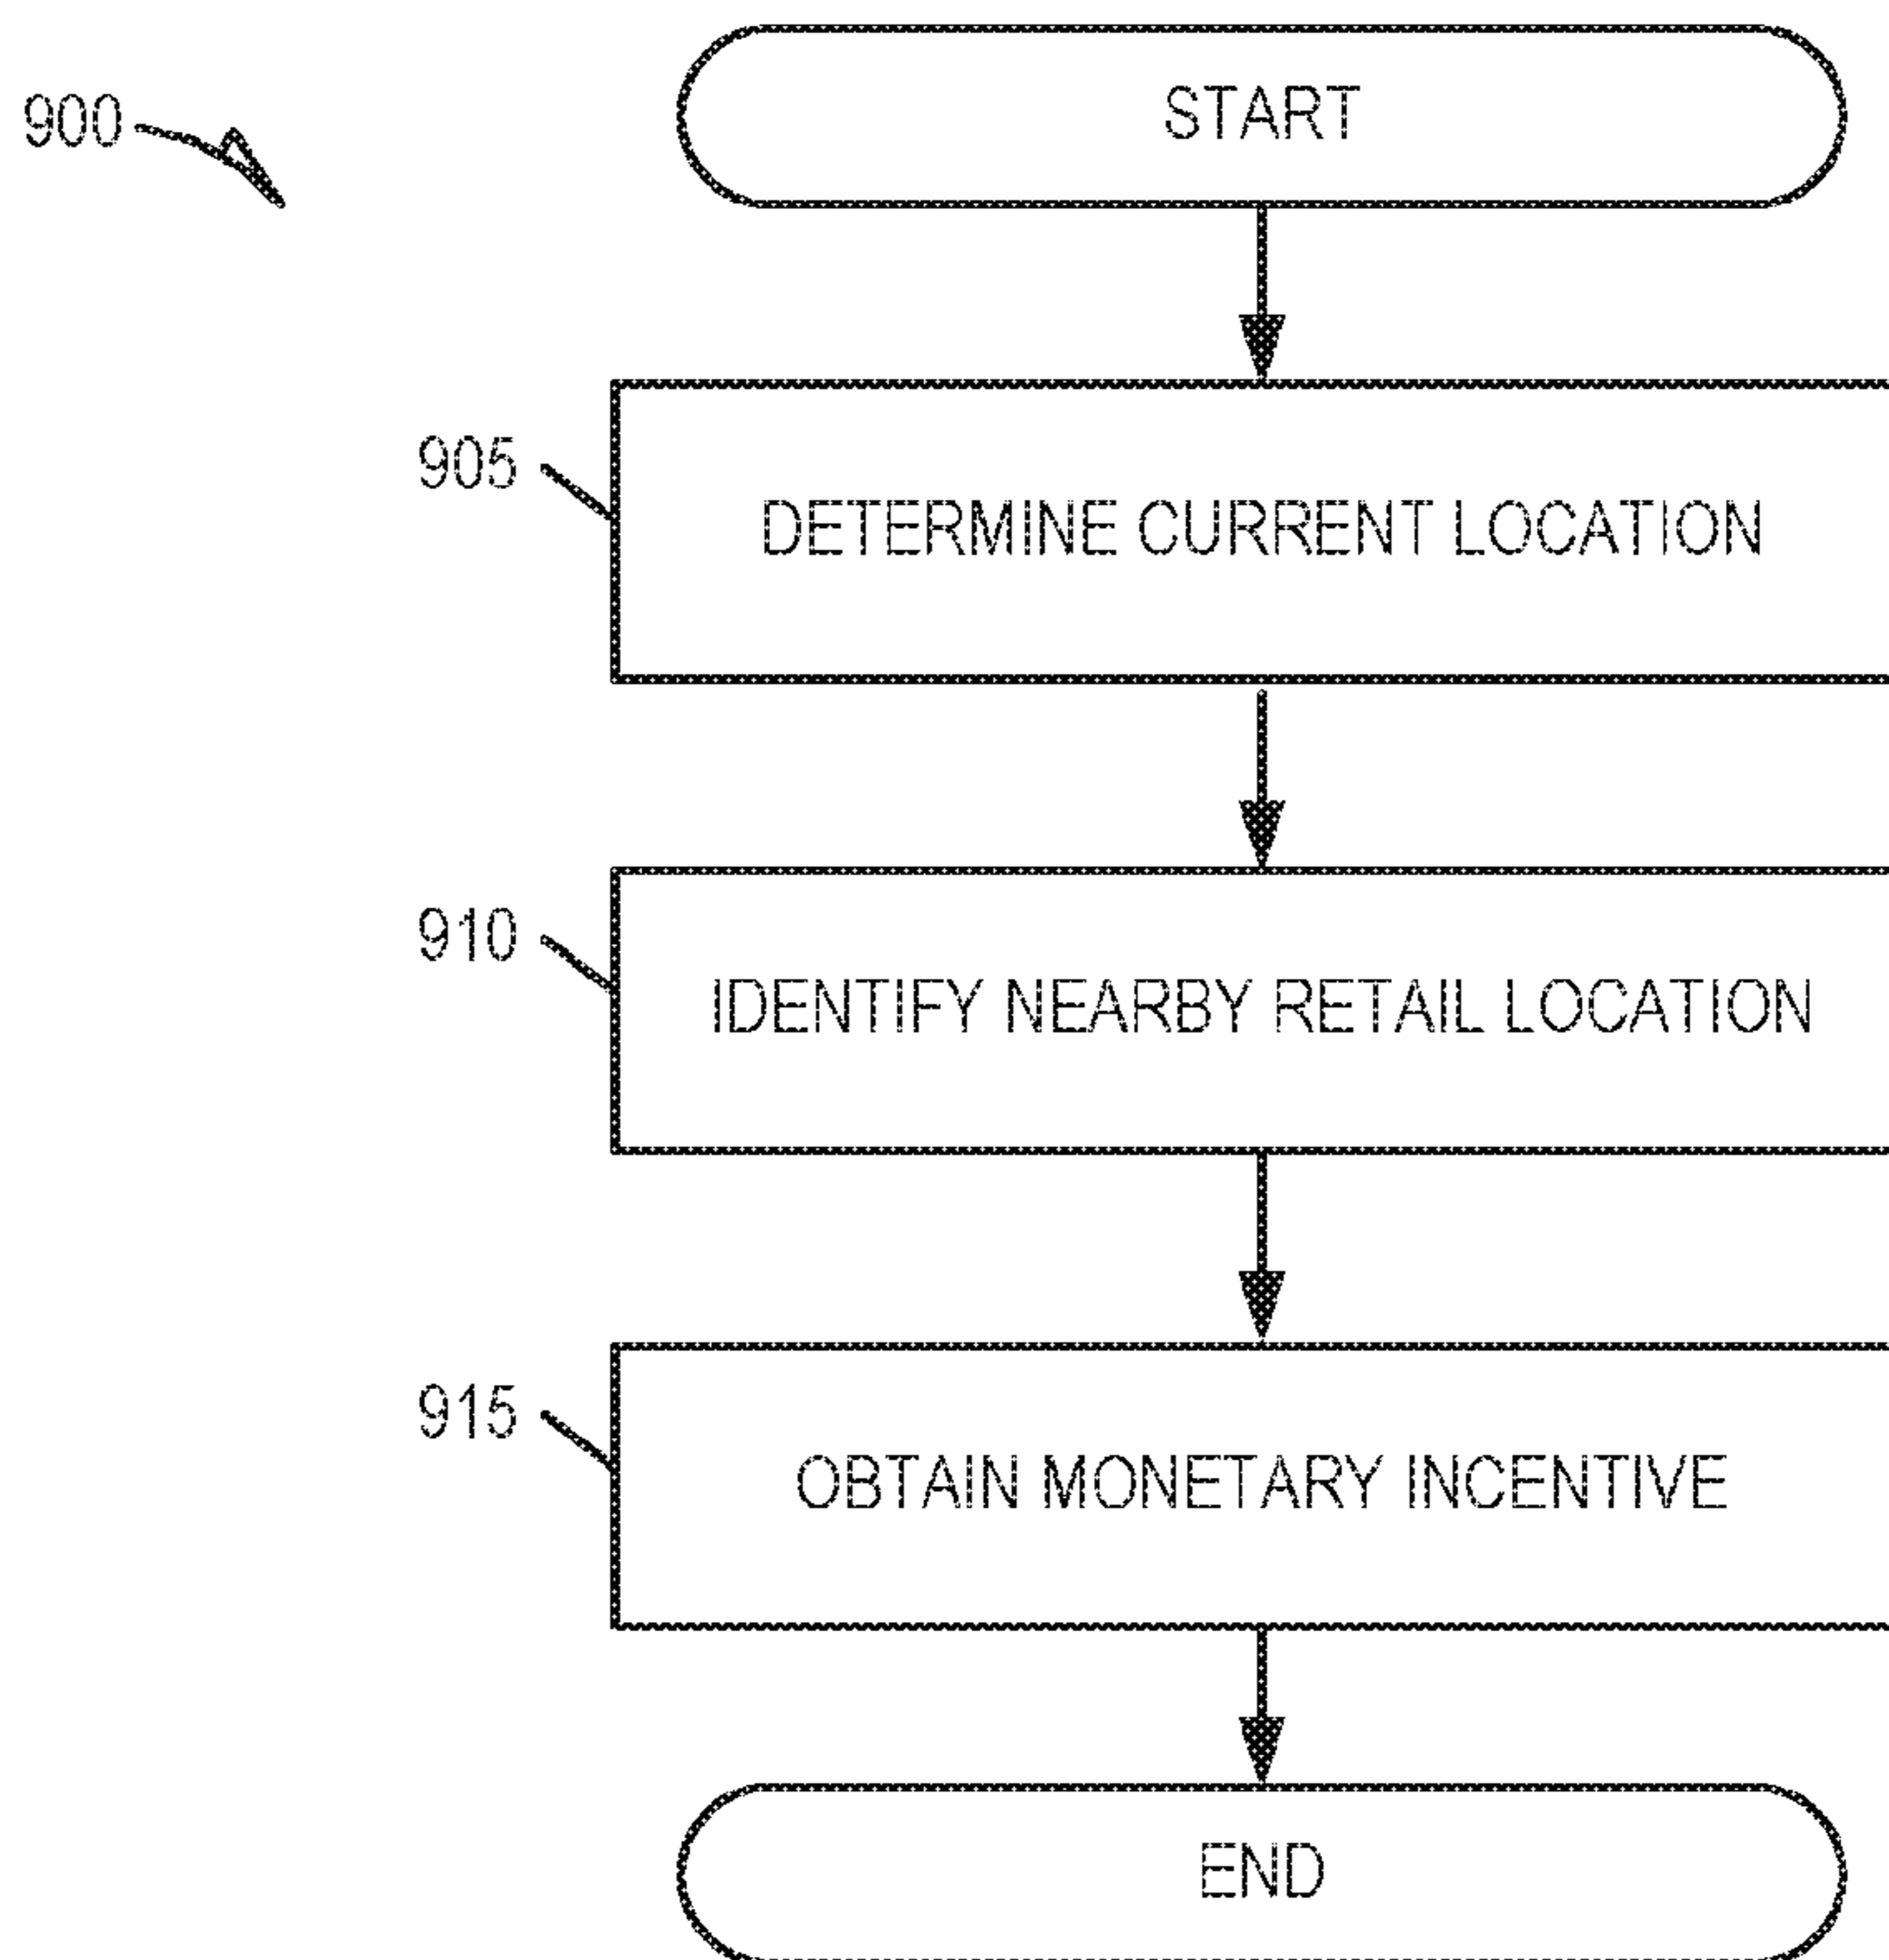 900
START
905
DETERMINE CURRENT LOCATION
910
IDENTIFY NEARBY RETAIL LOCATION
915
OBTAIN MONETARY INCENTIVE
END